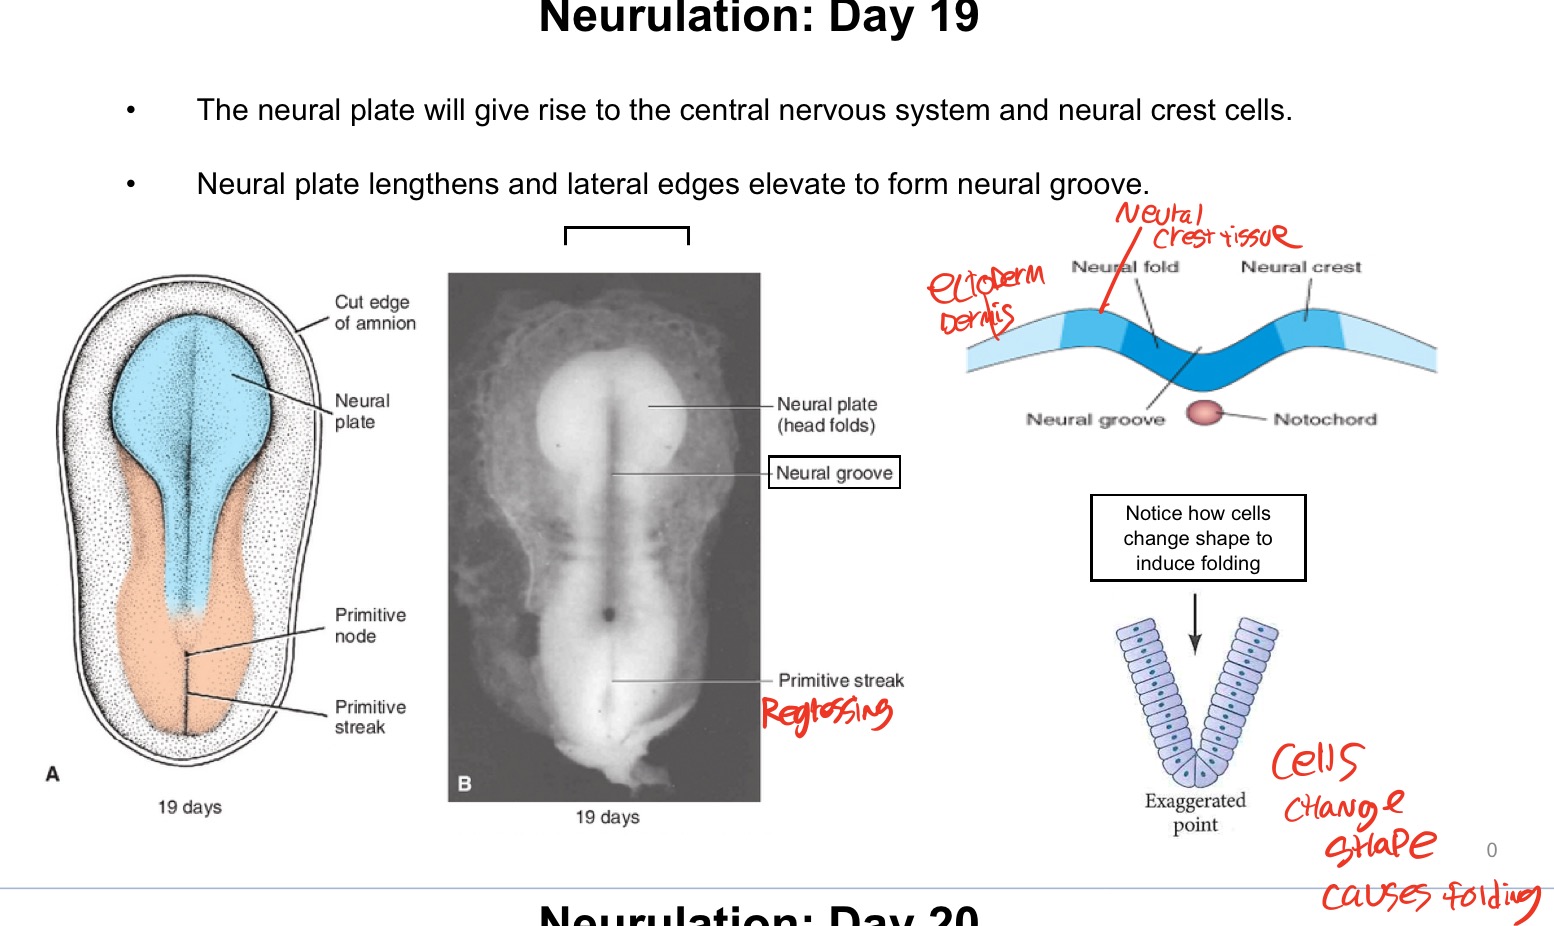 Neurulation: Day 19
• The neural plate will give rise to the central nervous system and neural crest cells.
• Neural plate lengthens and lateral edges elevate to form neural groove.
Cut edge
of amnion
Neural
plate
Primitive
node
Primitive
streak
A
19 days
Neural plate
(head folds)
Neural groove
Primitive streak
Regressing
B
19 days
Neural
crest tissue
Ectoderm
Dermis
Neural fold
Neural crest
Neural groove
Notochord
Notice how cells
change shape to
induce folding
Exaggerated
point
Cells
change
shape
causes folding
0
Neurulation: Day 20